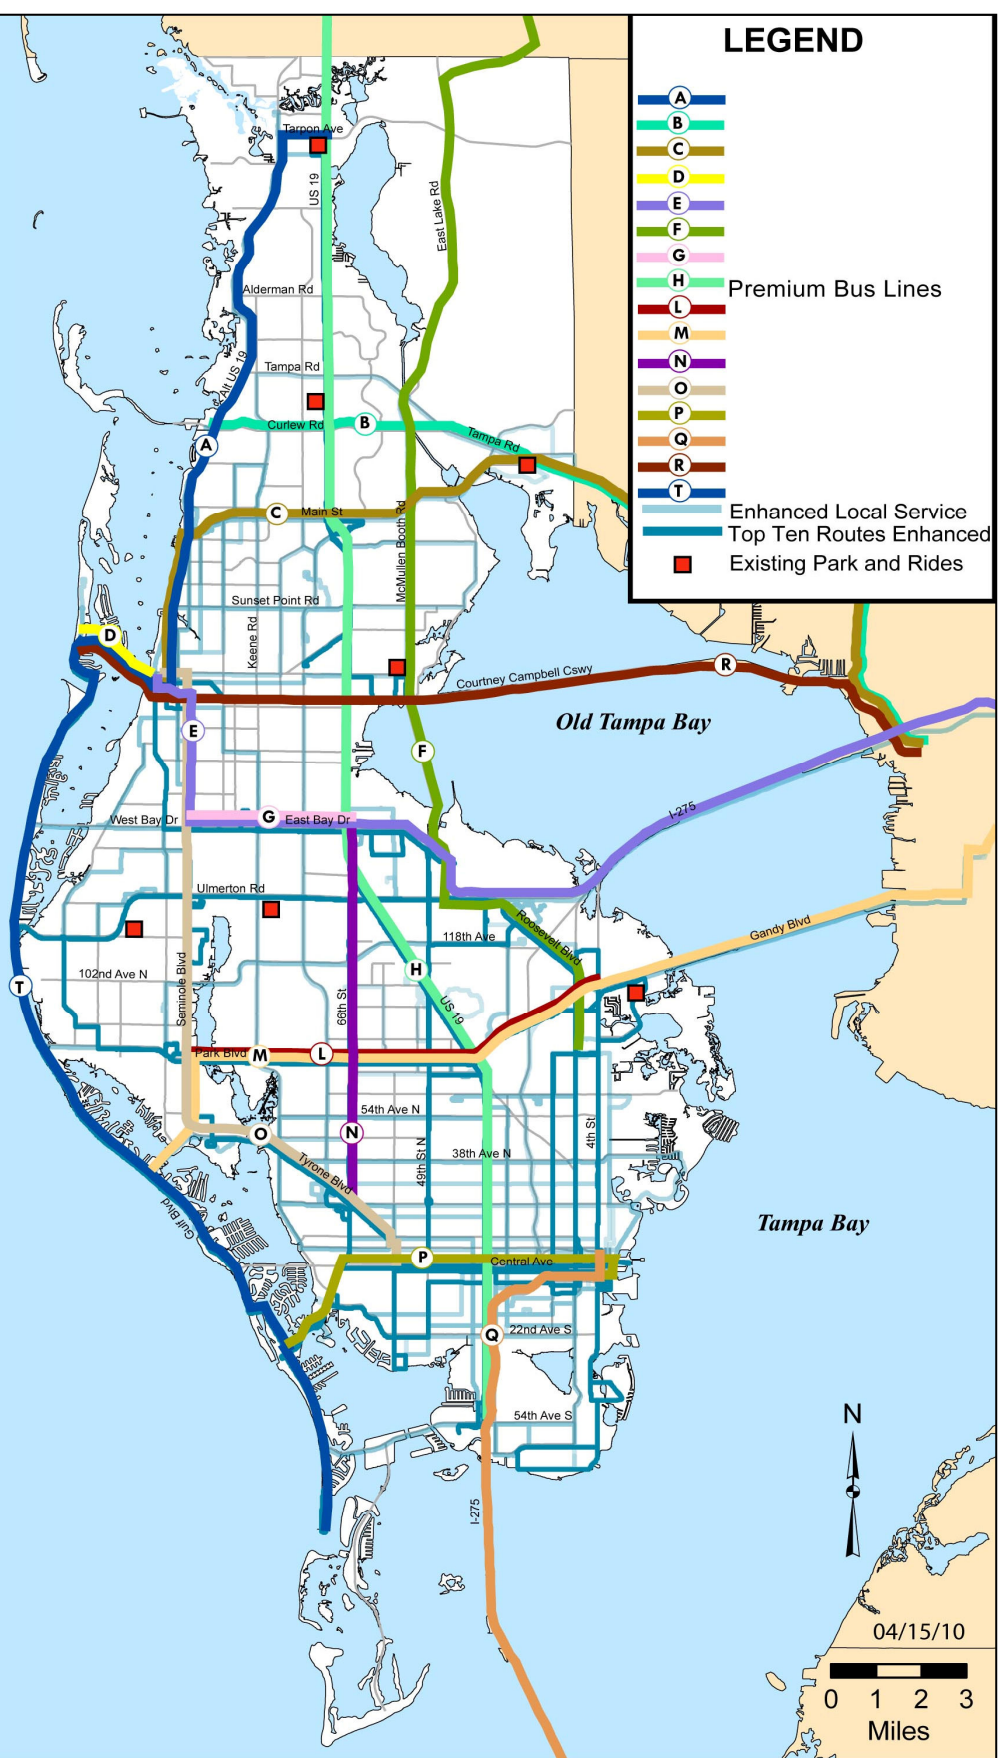 LEGEND
A
B
C
D
E
F
G
H
Premium Bus Lines
L
M
N
O
P
Q
R
T
Enhanced Local Service
Top Ten Routes Enhanced
Existing Park and Rides
Tarpon Ave
US 19
East Lake Rd
Alderman Rd
Tampa Rd
Alt US 19
Curlew Rd
B
Tampa Rd
A
C
Main St
McMullen Booth Rd
Sunset Point Rd
Keene Rd
D
Courtney Campbell Cswy
R
Old Tampa Bay
E
F
I-275
West Bay Dr
G
East Bay Dr
Ulmerton Rd
Roosevelt Blvd
Gandy Blvd
118th Ave
102nd Ave N
Seminole Blvd
H
T
66th St
US 19
Park Blvd
M
L
54th Ave N
N
O
4th St
38th Ave N
49th St N
Tyrone Blvd
Gulf Blvd
Tampa Bay
P
Central Ave
Q
22nd Ave S
54th Ave S
N
I-275
04/15/10
0 1 2 3
Miles